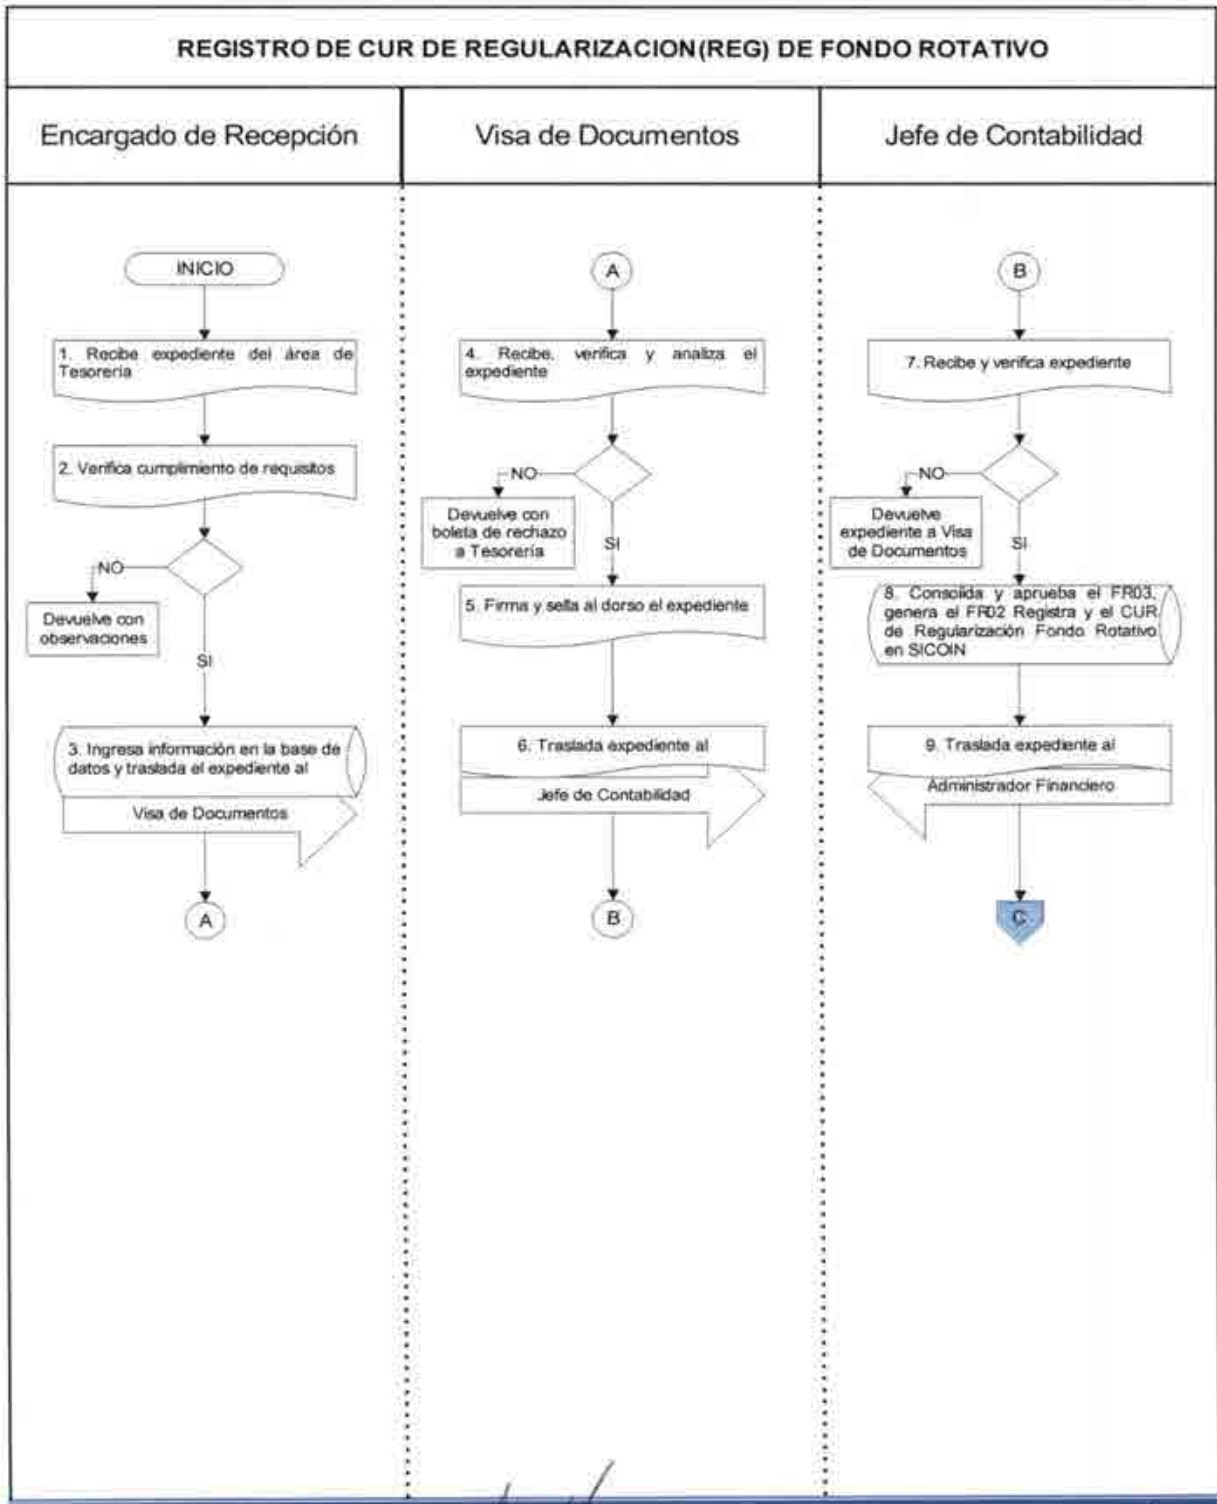 REGISTRO DE CUR DE REGULARIZACION(REG) DE FONDO ROTATIVO
Encargado de Recepción
Visa de Documentos
Jefe de Contabilidad
INICIO
1. Recibe expediente del área de
Tesorería
2. Verifica cumplimiento de requisitos
NO
Devuelve con
observaciones
SI
3. Ingresa información en la base de
datos y traslada el expediente al
Visa de Documentos
A
A
4. Recibe, verifica y analiza el
expediente
NO
Devuelve con
boleta de rechazo
a Tesorería
SI
5. Firma y sella al dorso el expediente
6. Traslada expediente al
Jefe de Contabilidad
B
B
7. Recibe y verifica expediente
NO
Devuelve
expediente a Visa
de Documentos
SI
8. Consolida y aprueba el FR03,
genera el FR02 Registra y el CUR
de Regularización Fondo Rotativo
en SICOIN
9. Traslada expediente al
Administrador Financiero
C